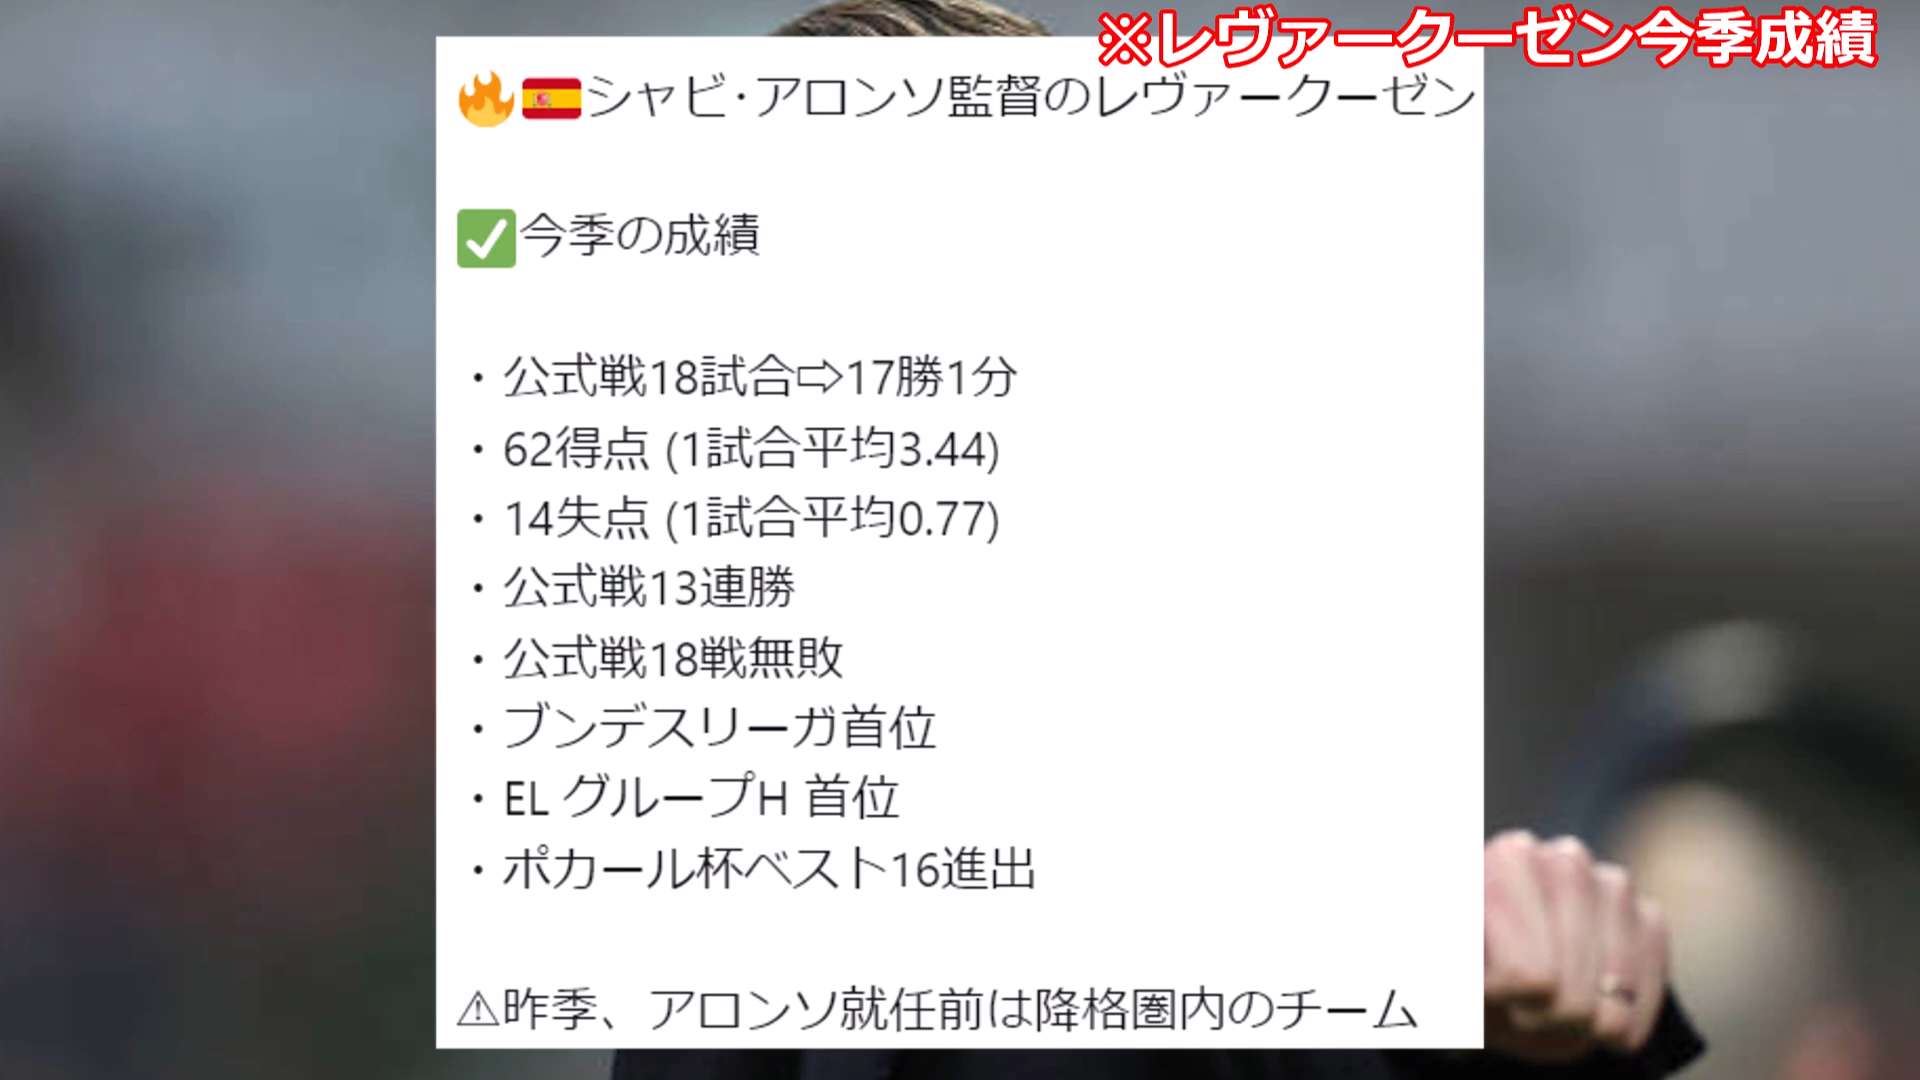 ※レヴァークーゼン今季成績
🔥🇪🇸シャビ・アロンソ監督のレヴァークーゼン
✅今季の成績
・公式戦18試合⇨17勝1分
・62得点 (1試合平均3.44)
・14失点 (1試合平均0.77)
・公式戦13連勝
・公式戦18戦無敗
・ブンデスリーガ首位
・EL グループH 首位
・ポカール杯ベスト16進出
⚠昨季、アロンソ就任前は降格圏内のチーム